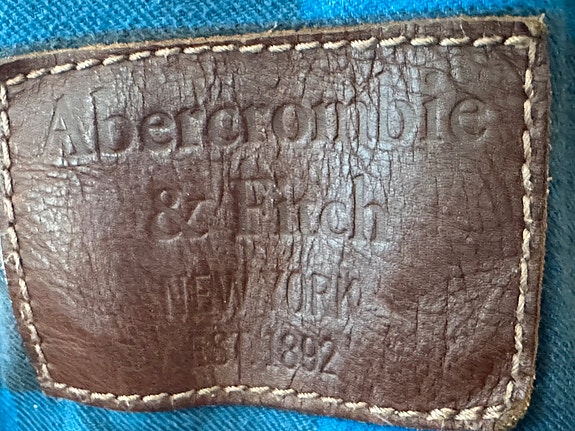 Abercrombie
& Fitch
NEW YORK
EST. 1892